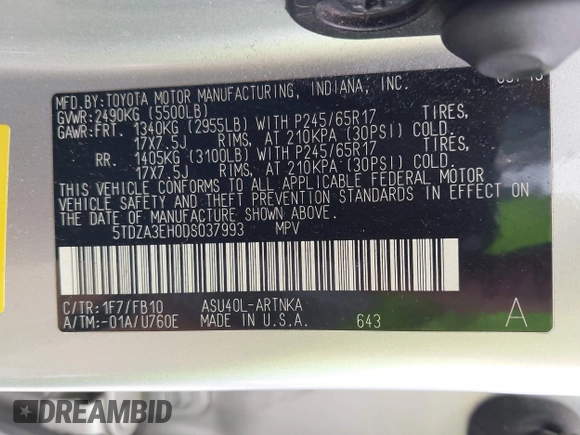 MFD.BY:TOYOTA MOTOR MANUFACTURING, INDIANA, INC.
GVWR:2490KG (5500LB)
GAWR:FRT. 1340KG (2955LB) WITH P245/65R17 TIRES,
17X7.5J RIMS, AT 210KPA (30PSI) COLD.
RR. 1405KG (3100LB) WITH P245/65R17 TIRES,
17X7.5J RIMS, AT 210KPA (30PSI) COLD.
THIS VEHICLE CONFORMS TO ALL APPLICABLE FEDERAL MOTOR
VEHICLE SAFETY AND THEFT PREVENTION STANDARDS IN EFFECT ON
THE DATE OF MANUFACTURE SHOWN ABOVE.
5TDZA3EH0DS037993 MPV
C/TR:1F7/FB10 ASU40L-ARTNKA
A/TM:-01A/U760E MADE IN U.S.A. 643 A
DREAMBID